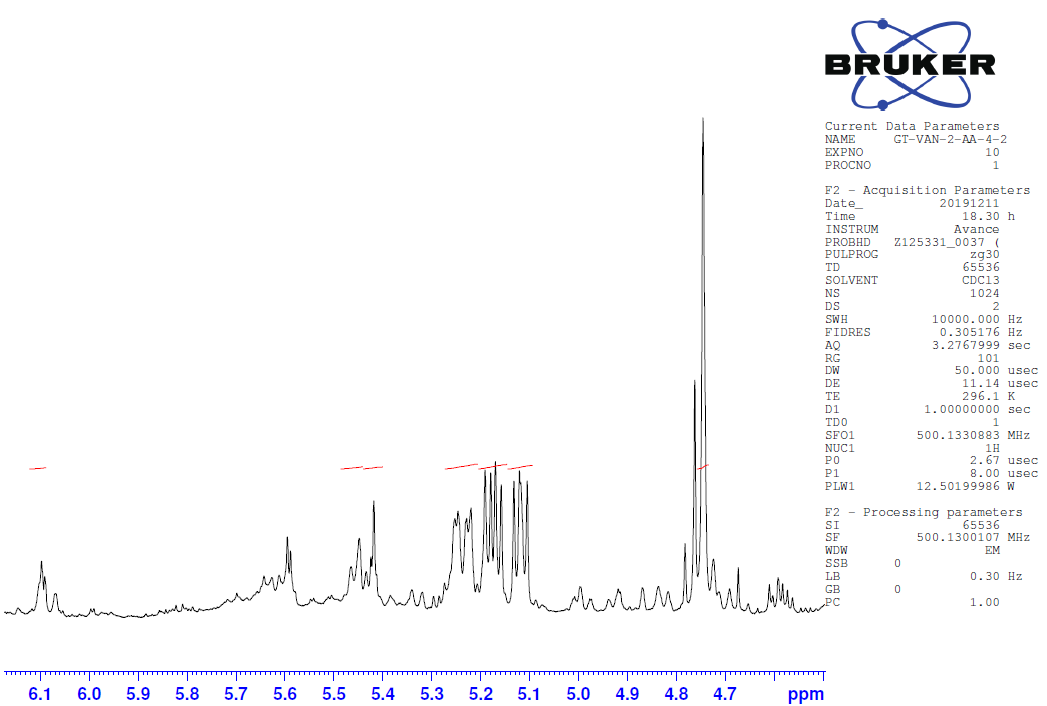 BRUKER
Current Data Parameters
NAME GT-VAN-2-AA-4-2
EXPNO 10
PROCNO 1
F2 - Acquisition Parameters
Date_ 20191211
Time 18.30 h
INSTRUM Avance
PROBHD Z125331_0037 (
PULPROG zg30
TD 65536
SOLVENT CDCl3
NS 1024
DS 2
SWH 10000.000 Hz
FIDRES 0.305176 Hz
AQ 3.2767999 sec
RG 101
DW 50.000 usec
DE 11.14 usec
TE 296.1 K
D1 1.00000000 sec
TD0 1
SFO1 500.1330883 MHz
NUC1 1H
P0 2.67 usec
P1 8.00 usec
PLW1 12.50199986 W
F2 - Processing parameters
SI 65536
SF 500.1300107 MHz
WDW EM
SSB 0
LB 0.30 Hz
GB 0
PC 1.00
6.1 6.0 5.9 5.8 5.7 5.6 5.5 5.4 5.3 5.2 5.1 5.0 4.9 4.8 4.7 ppm